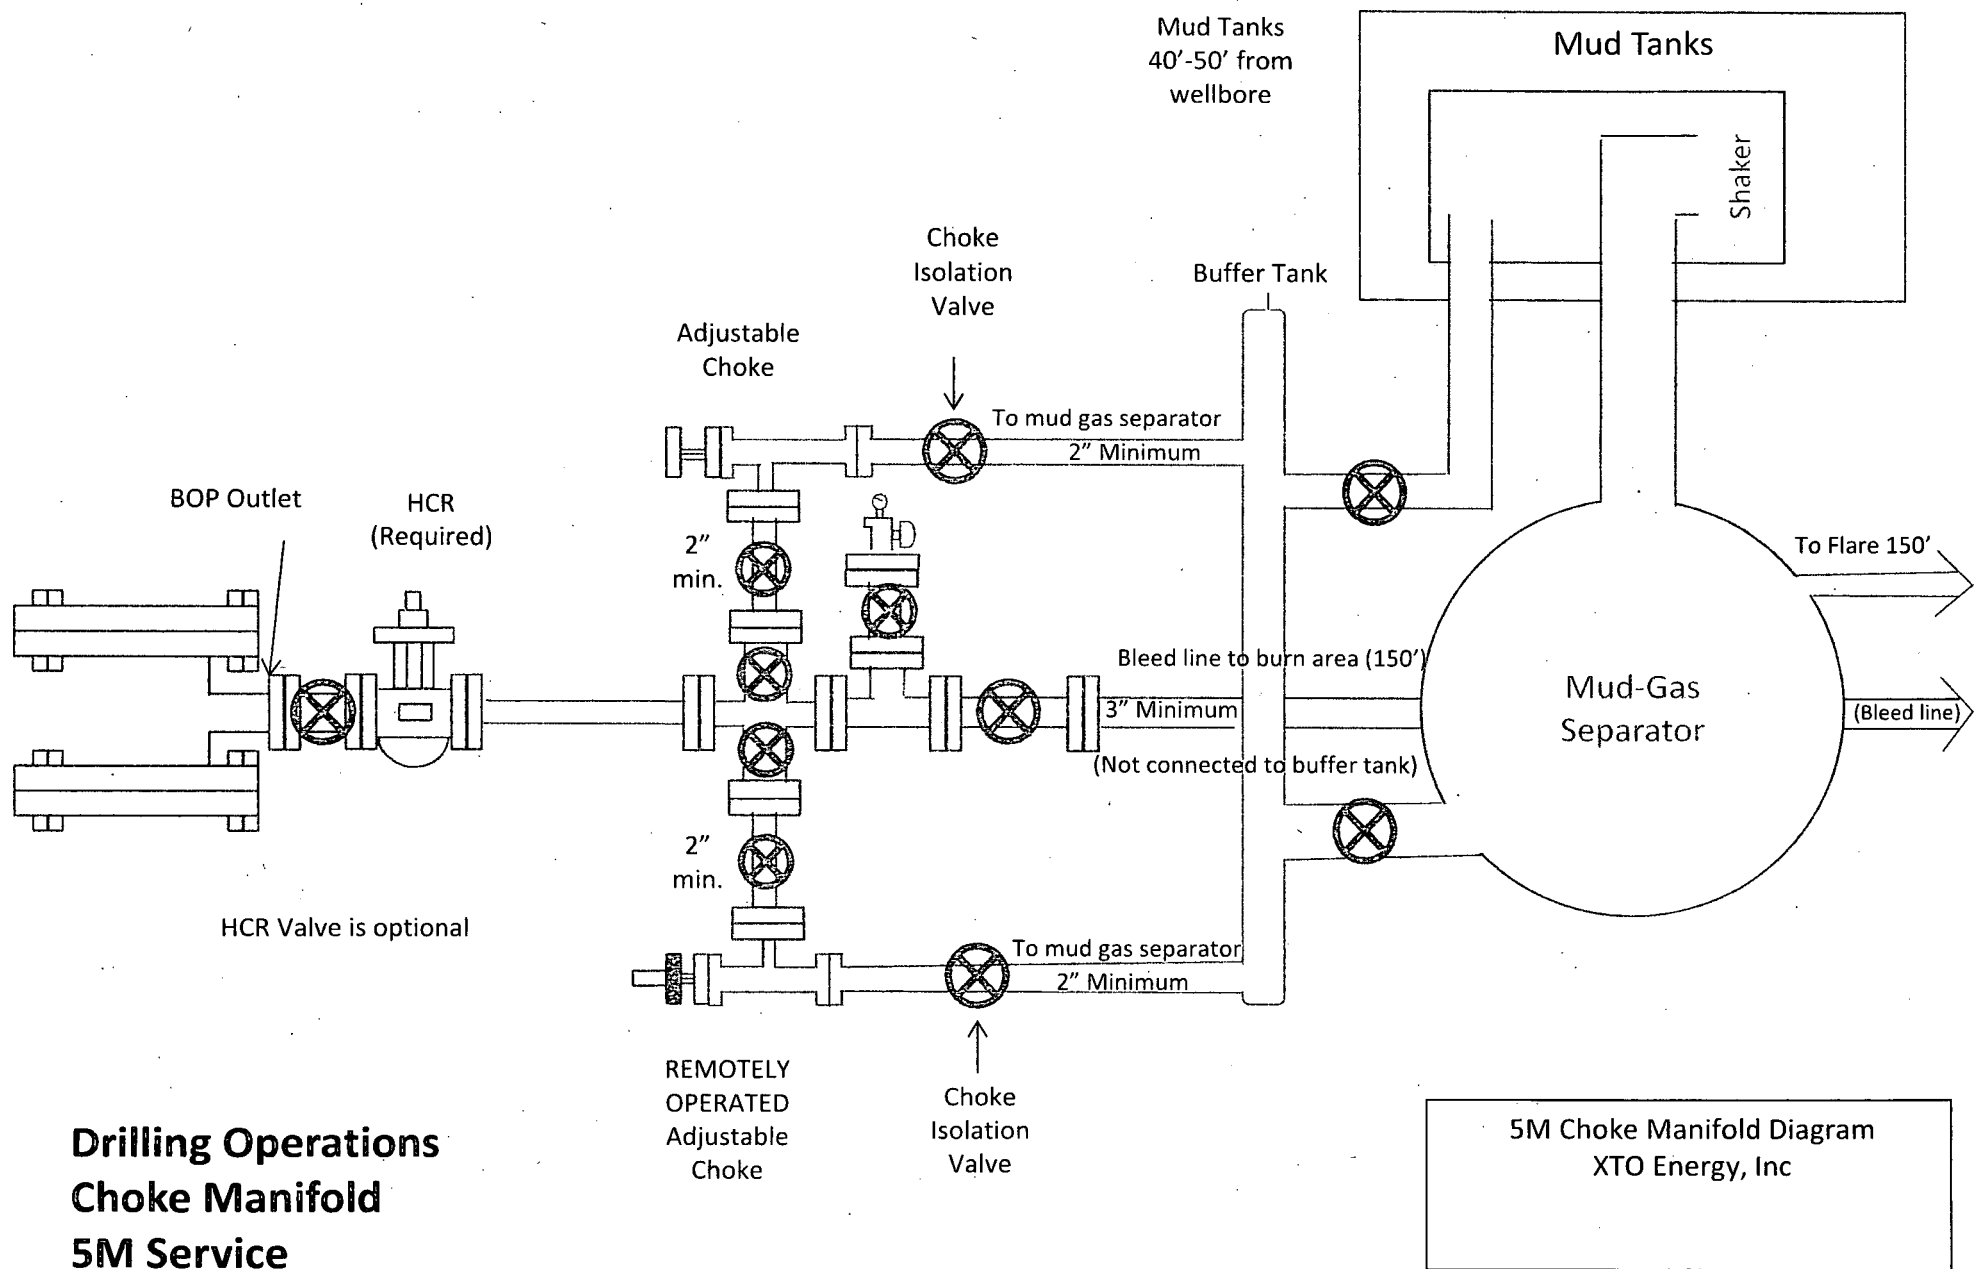 Mud Tanks
40’-50’ from
wellbore
Mud Tanks
Shaker
Choke
Isolation
Valve
Buffer Tank
Adjustable
Choke
To mud gas separator
2” Minimum
BOP Outlet
HCR
(Required)
2”
min.
To Flare 150’
Bleed line to burn area (150’)
3” Minimum
(Not connected to buffer tank)
Mud-Gas
Separator
(Bleed line)
2”
min.
HCR Valve is optional
To mud gas separator
2” Minimum
REMOTELY
OPERATED
Adjustable
Choke
Choke
Isolation
Valve
Drilling Operations
Choke Manifold
5M Service
5M Choke Manifold Diagram
XTO Energy, Inc